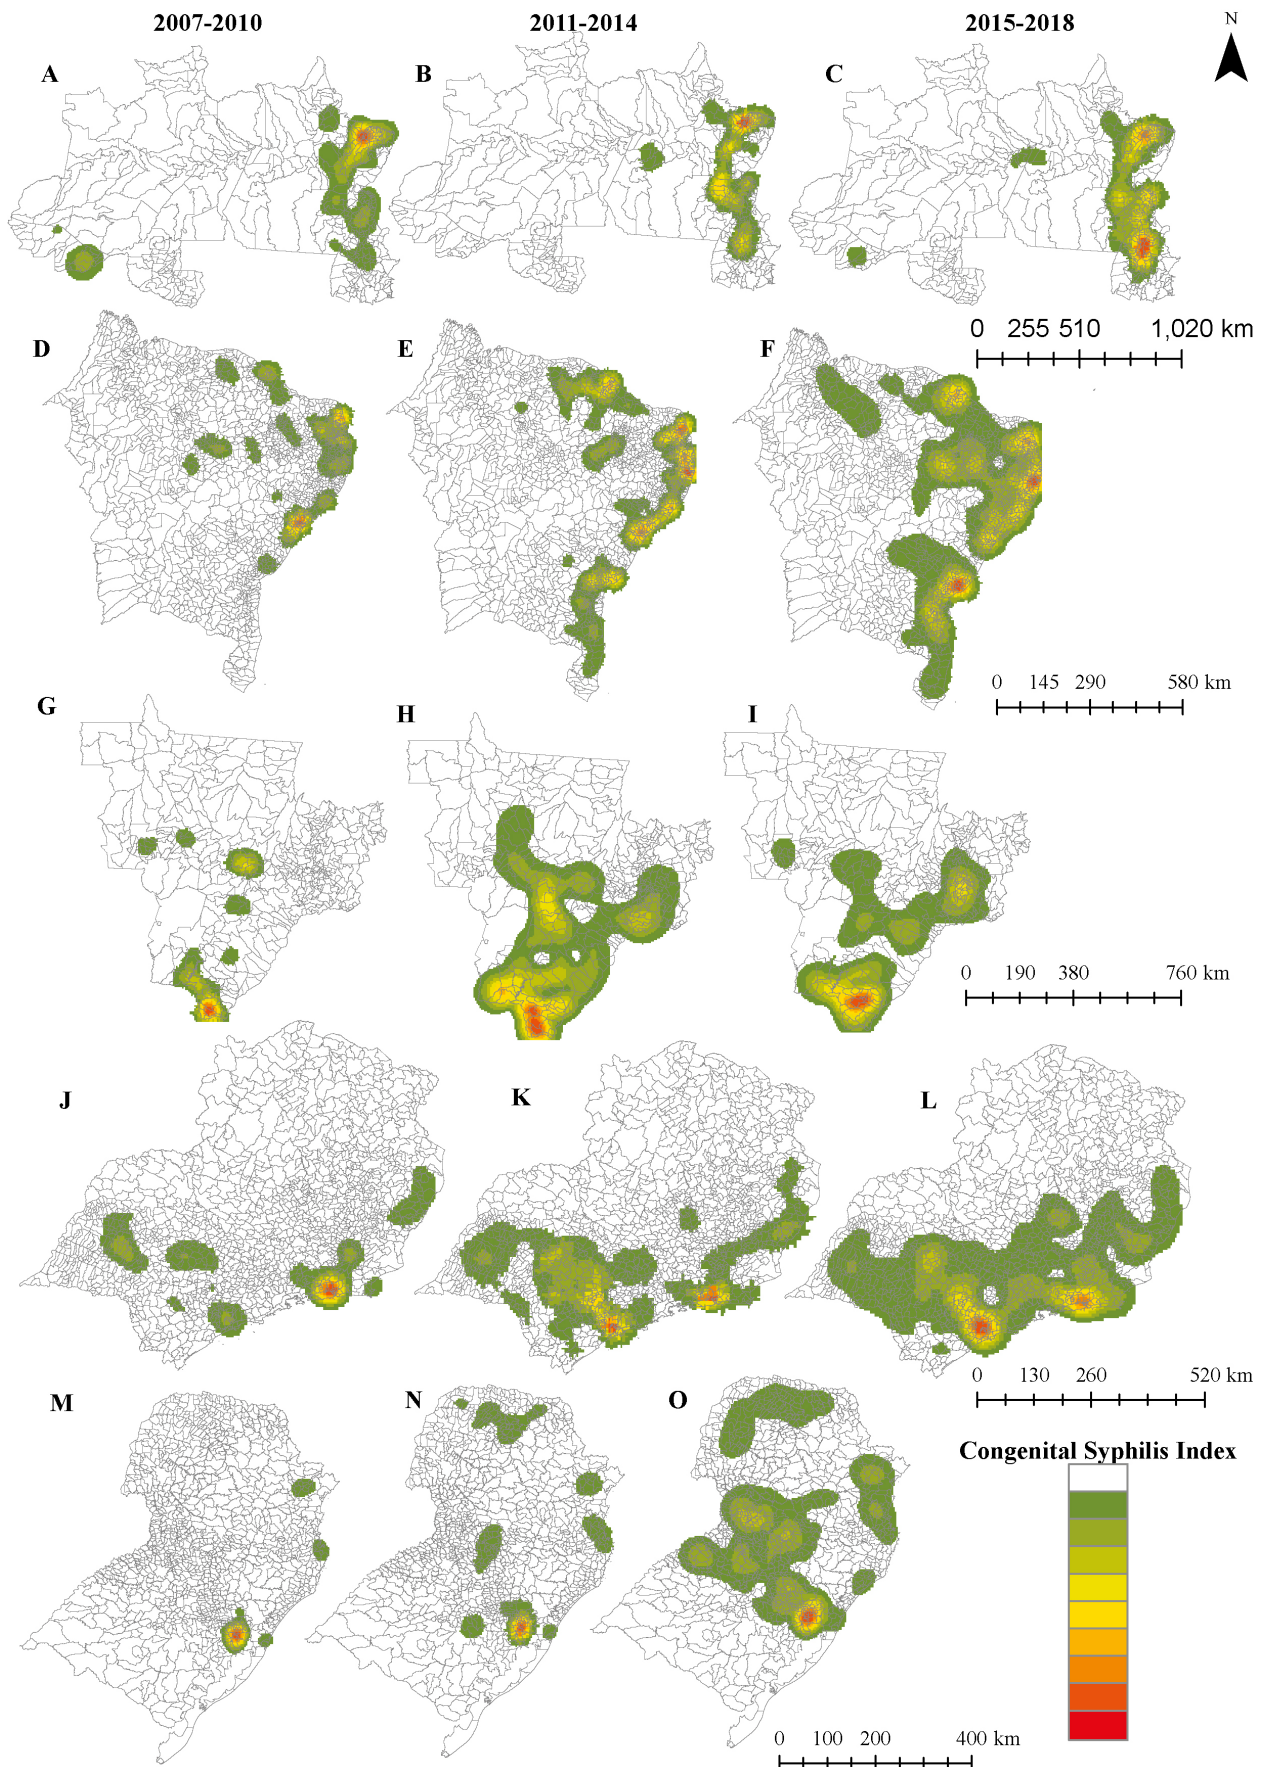 2007-2010 2011-2014 2015-2018
N
A B C
0 255 510 1,020 km
D E F
0 145 290 580 km
G H I
0 190 380 760 km
J K L
0 130 260 520 km
M N O
Congenital Syphilis Index
0 100 200 400 km